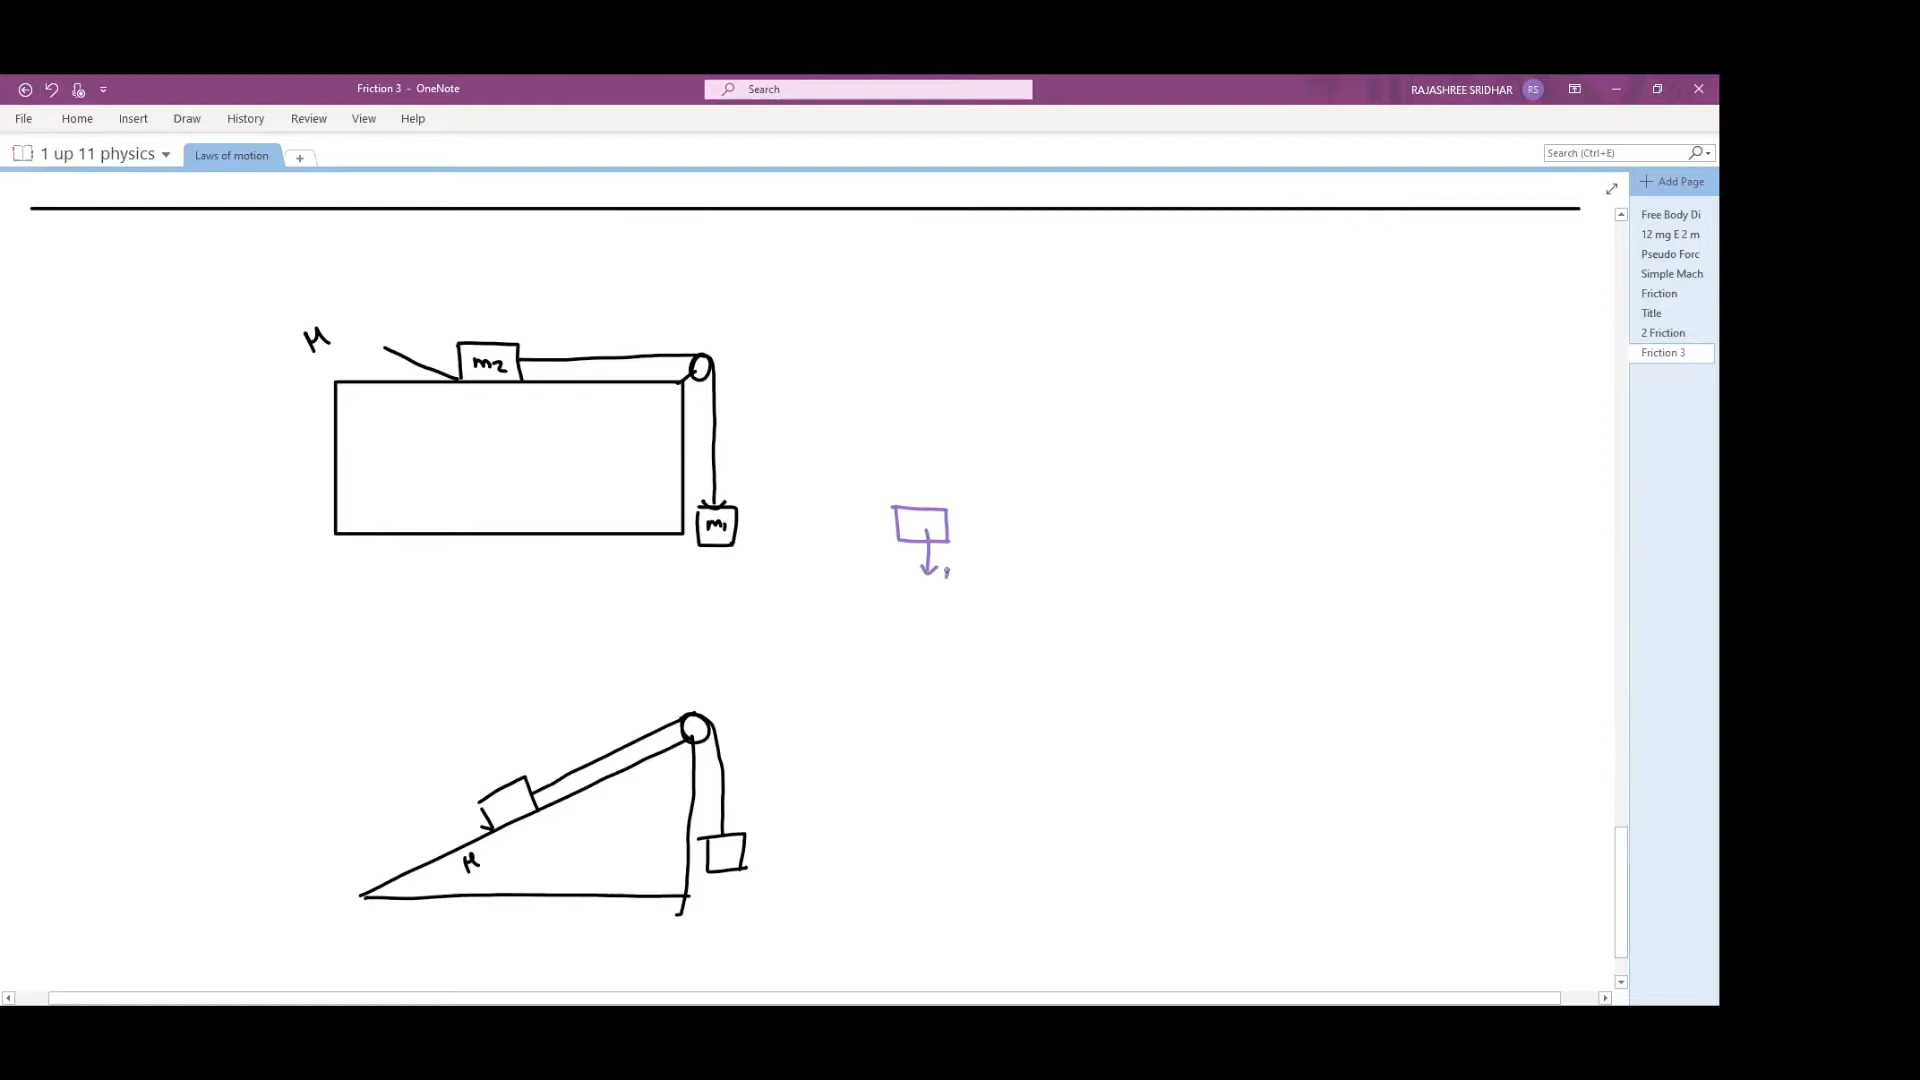 Friction 3 - OneNote
Search
RAJASHREE SRIDHAR RS
File Home Insert Draw History Review View Help
1 up 11 physics
Laws of motion
Search (Ctrl+E)
Add Page
Free Body Di
12 mg E 2 m
Pseudo Forc
Simple Mach
Friction
Title
2 Friction
Friction 3
μ
m2
m1
μ